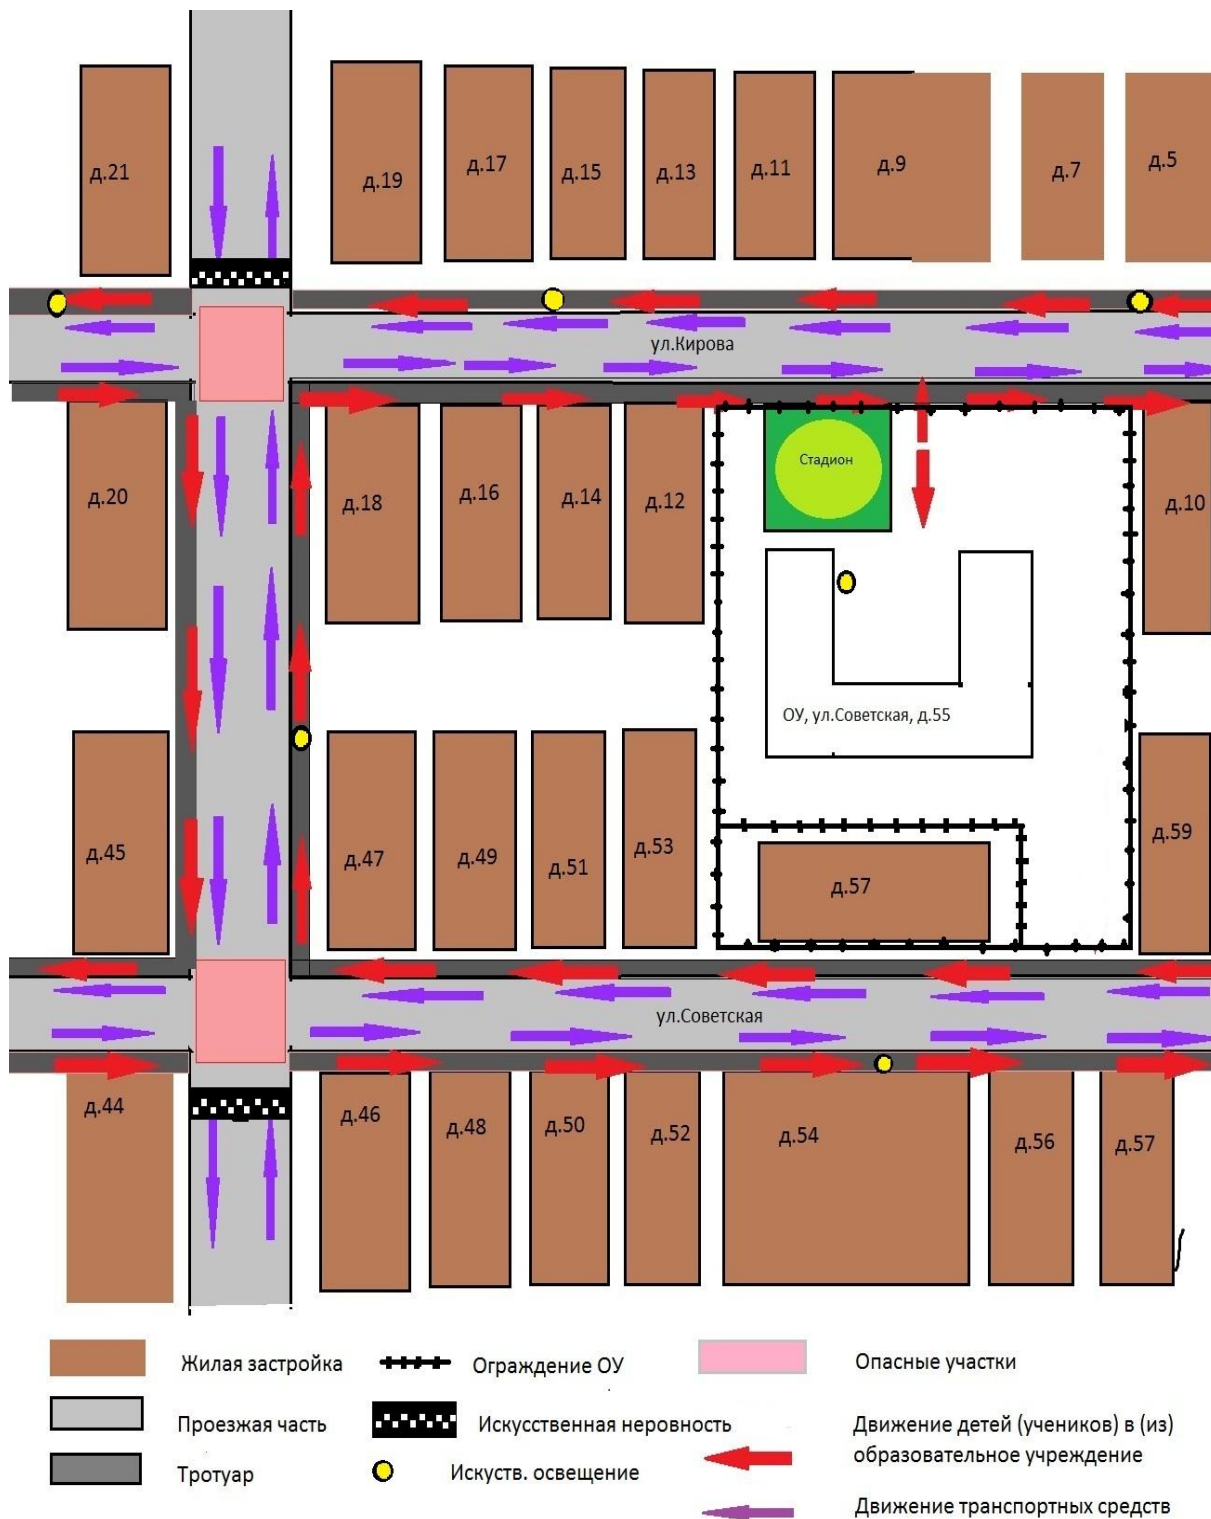 д.21
д.19
д.17
д.15
д.13
д.11
д.9
д.7
д.5
ул.Кирова
д.20
д.18
д.16
д.14
д.12
Стадион
д.10
ОУ, ул.Советская, д.55
д.45
д.47
д.49
д.51
д.53
д.57
д.59
ул.Советская
д.44
д.46
д.48
д.50
д.52
д.54
д.56
д.57
Жилая застройка
Ограждение ОУ
Опасные участки
Проезжая часть
Искусственная неровность
Движение детей (учеников) в (из)
образовательное учреждение
Тротуар
Искуств. освещение
Движение транспортных средств